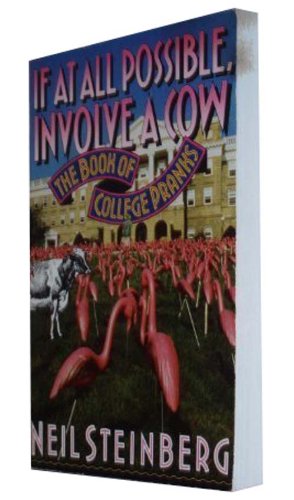 IF AT ALL POSSIBLE,
INVOLVE A COW
THE BOOK OF
COLLEGE PRANKS
NEIL STEINBERG